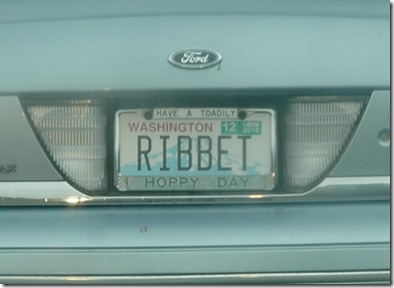 Ford
HAVE A TOADILY
WASHINGTON 12
RIBBET
HOPPY DAY